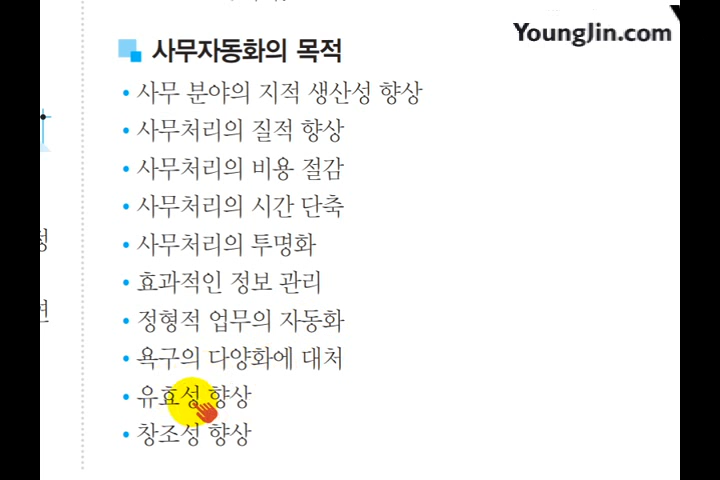 YoungJin.com
사무자동화의 목적
• 사무 분야의 지적 생산성 향상
• 사무처리의 질적 향상
• 사무처리의 비용 절감
• 사무처리의 시간 단축
• 사무처리의 투명화
• 효과적인 정보 관리
• 정형적 업무의 자동화
• 욕구의 다양화에 대처
• 유효성 향상
• 창조성 향상